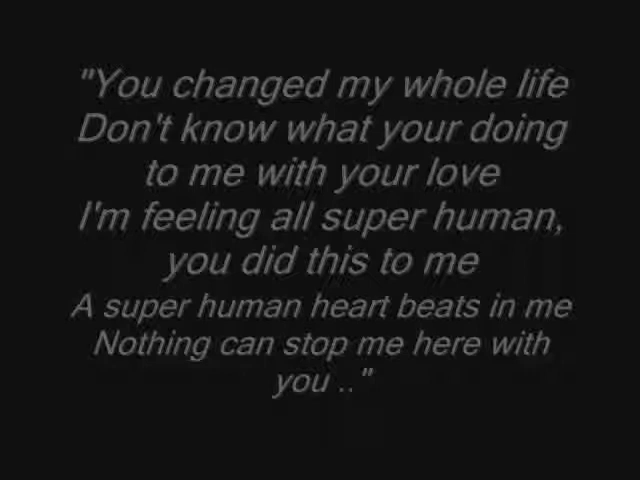 "You changed my whole life
Don't know what your doing
to me with your love
I'm feeling all super human,
you did this to me
A super human heart beats in me
Nothing can stop me here with
you .."